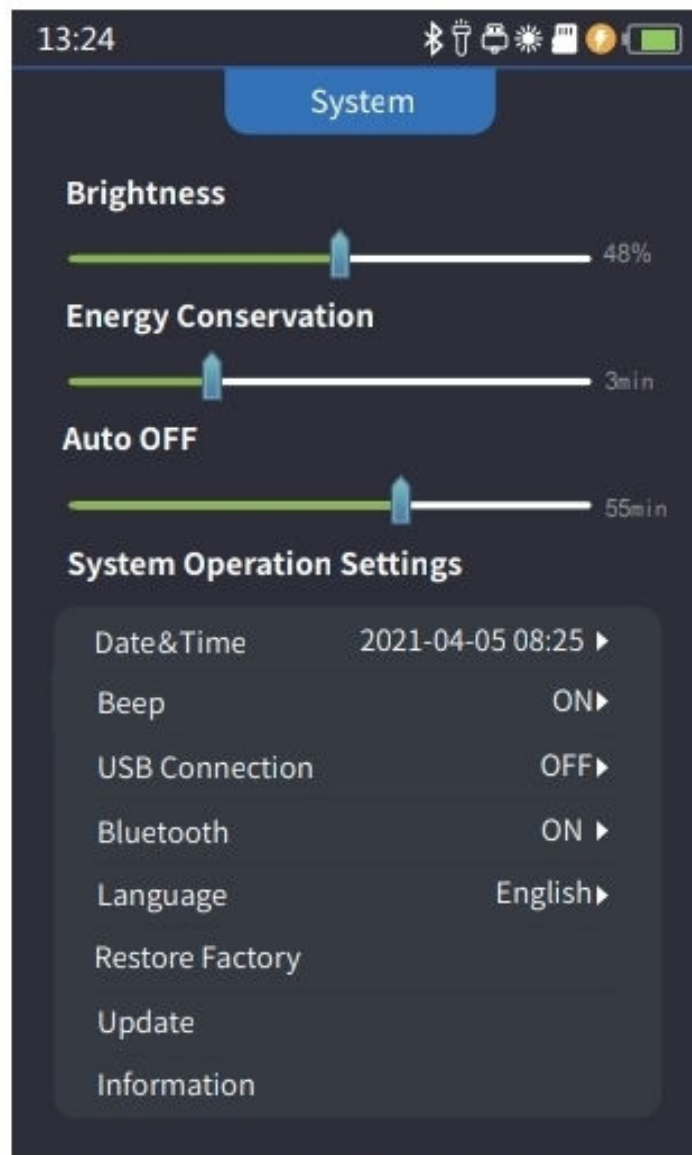 13:24
System
Brightness
48%
Energy Conservation
3min
Auto OFF
55min
System Operation Settings
Date&Time 2021-04-05 08:25
Beep ON
USB Connection OFF
Bluetooth ON
Language English
Restore Factory
Update
Information